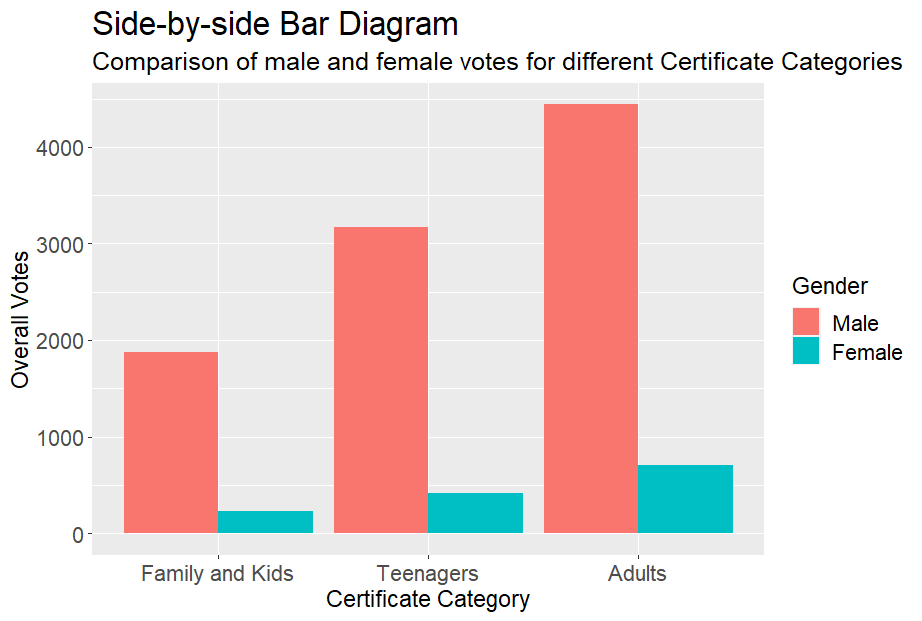 Side-by-side Bar Diagram
Comparison of male and female votes for different Certificate Categories
Overall Votes
4000
3000
2000
1000
0
Family and Kids
Teenagers
Adults
Certificate Category
Gender
Male
Female